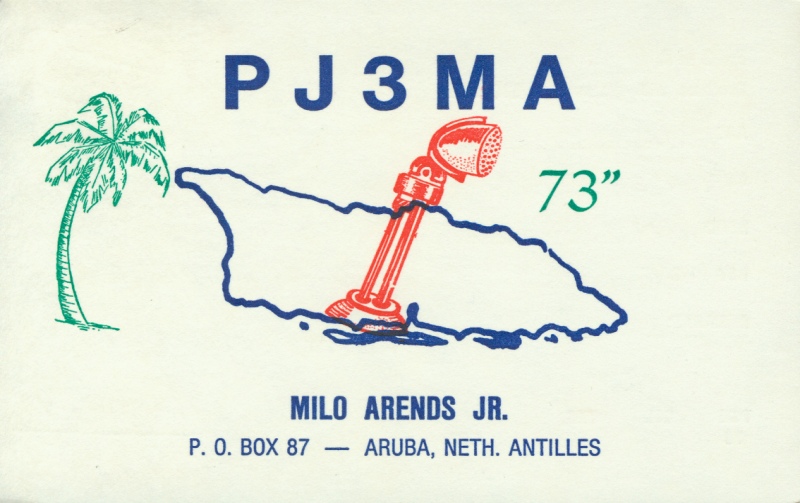 PJ3MA
73”
MILO ARENDS JR.
P. O. BOX 87 — ARUBA, NETH. ANTILLES